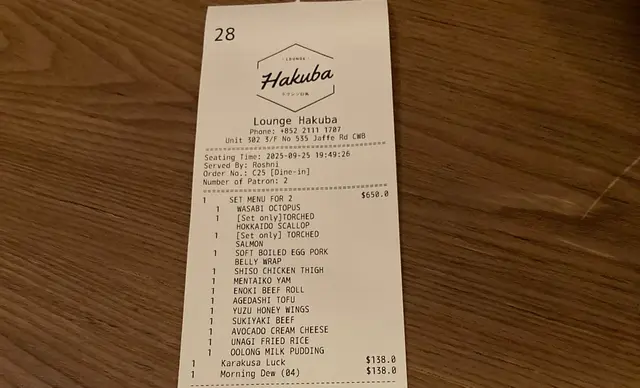 28
LOUNGE
Hakuba
Lounge Hakuba
Phone: +852 2111 1707
Unit 302 3/F No 535 Jaffe Rd CWB
Seating Time: 2025-09-25 19:49:26
Served By: Roshni
Order No.: C25 [Dine-in]
Number of Patron: 2
1 SET MENU FOR 2 $650.0
1 WASABI OCTOPUS
1 [Set only]TORCHED
HOKKAIDO SCALLOP
1 [Set only] TORCHED
SALMON
1 SOFT BOILED EGG PORK
BELLY WRAP
1 SHISO CHICKEN THIGH
1 MENTAIKO YAM
1 ENOKI BEEF ROLL
1 AGEDASHI TOFU
1 YUZU HONEY WINGS
1 SUKIYAKI BEEF
1 AVOCADO CREAM CHEESE
1 UNAGI FRIED RICE
1 OOLONG MILK PUDDING
1 Karakusa Luck $138.0
1 Morning Dew (04) $138.0